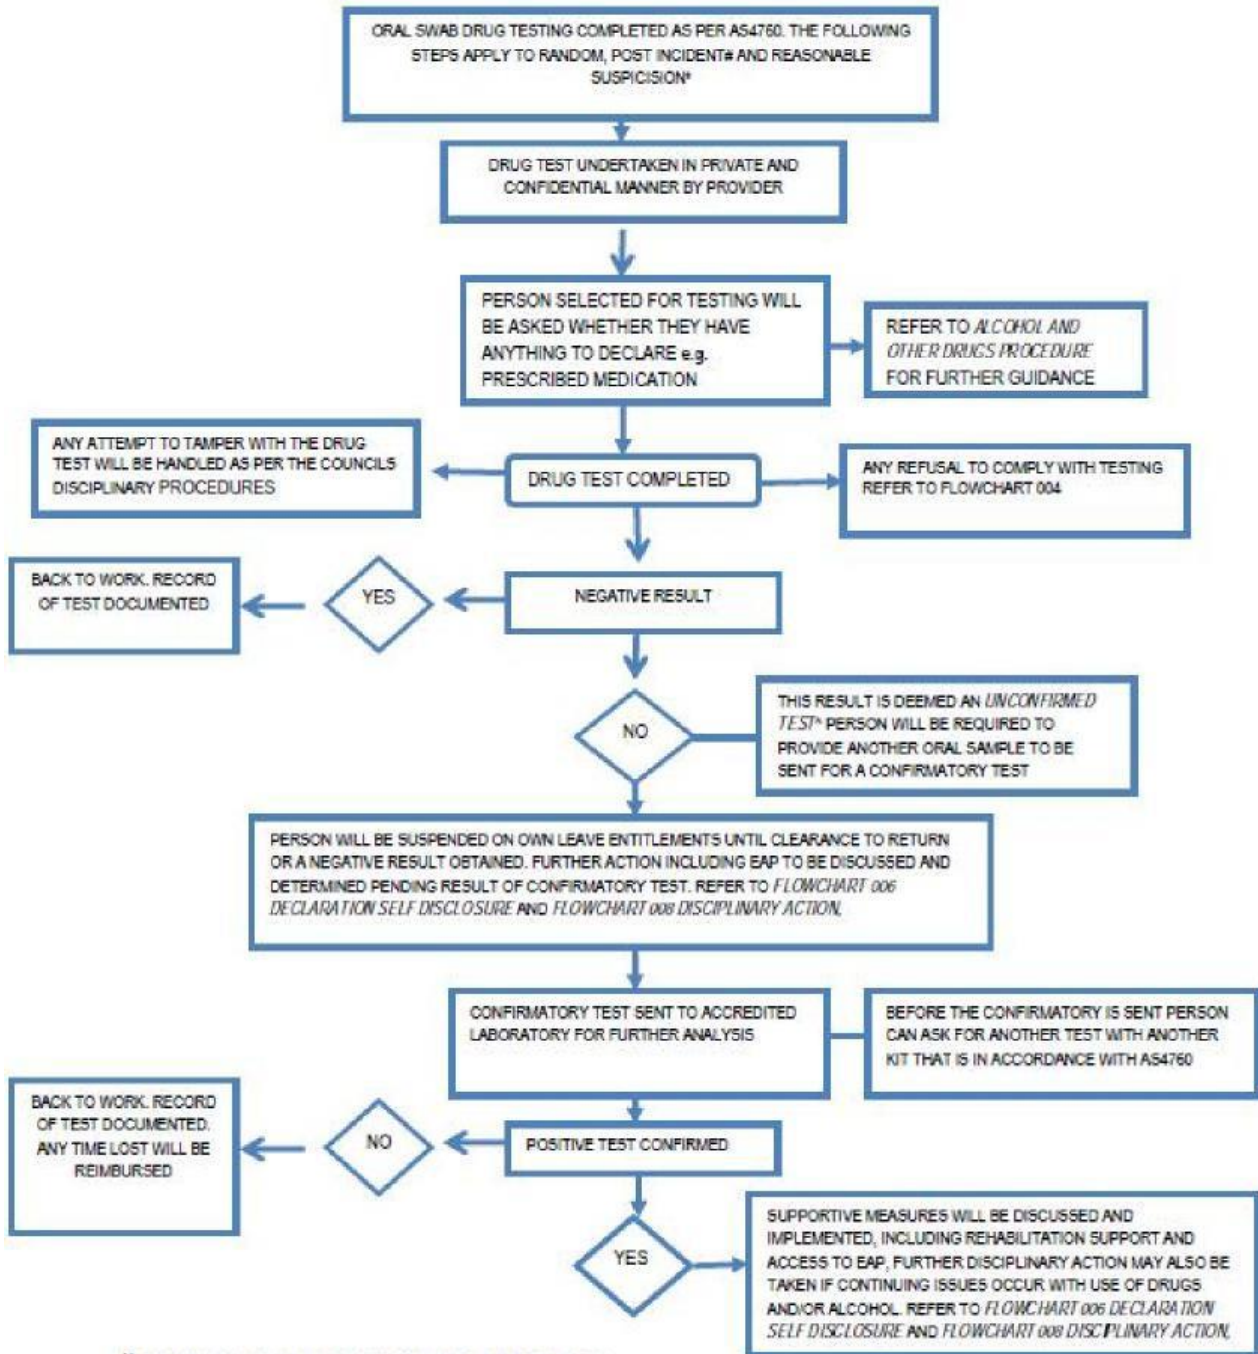 ORAL SWAB DRUG TESTING COMPLETED AS PER AS4760. THE FOLLOWING
STEPS APPLY TO RANDOM, POST INCIDENT# AND REASONABLE
SUSPICISION*
DRUG TEST UNDERTAKEN IN PRIVATE AND
CONFIDENTIAL MANNER BY PROVIDER
PERSON SELECTED FOR TESTING WILL
BE ASKED WHETHER THEY HAVE
ANYTHING TO DECLARE e.g.
PRESCRIBED MEDICATION
REFER TO ALCOHOL AND
OTHER DRUGS PROCEDURE
FOR FURTHER GUIDANCE
ANY ATTEMPT TO TAMPER WITH THE DRUG
TEST WILL BE HANDLED AS PER THE COUNCILS
DISCIPLINARY PROCEDURES
DRUG TEST COMPLETED
ANY REFUSAL TO COMPLY WITH TESTING
REFER TO FLOWCHART 004
BACK TO WORK. RECORD
OF TEST DOCUMENTED
YES
NEGATIVE RESULT
NO
THIS RESULT IS DEEMED AN UNCONFIRMED
TEST^ PERSON WILL BE REQUIRED TO
PROVIDE ANOTHER ORAL SAMPLE TO BE
SENT FOR A CONFIRMATORY TEST
PERSON WILL BE SUSPENDED ON OWN LEAVE ENTITLEMENTS UNTIL CLEARANCE TO RETURN
OR A NEGATIVE RESULT OBTAINED. FURTHER ACTION INCLUDING EAP TO BE DISCUSSED AND
DETERMINED PENDING RESULT OF CONFIRMATORY TEST. REFER TO FLOWCHART 006
DECLARATION SELF DISCLOSURE AND FLOWCHART 008 DISCIPLINARY ACTION,
CONFIRMATORY TEST SENT TO ACCREDITED
LABORATORY FOR FURTHER ANALYSIS
BEFORE THE CONFIRMATORY IS SENT PERSON
CAN ASK FOR ANOTHER TEST WITH ANOTHER
KIT THAT IS IN ACCORDANCE WITH AS4760
BACK TO WORK. RECORD
OF TEST DOCUMENTED.
ANY TIME LOST WILL BE
REIMBURSED
NO
POSITIVE TEST CONFIRMED
YES
SUPPORTIVE MEASURES WILL BE DISCUSSED AND
IMPLEMENTED, INCLUDING REHABILITATION SUPPORT AND
ACCESS TO EAP, FURTHER DISCIPLINARY ACTION MAY ALSO BE
TAKEN IF CONTINUING ISSUES OCCUR WITH USE OF DRUGS
AND/OR ALCOHOL. REFER TO FLOWCHART 006 DECLARATION
SELF DISCLOSURE AND FLOWCHART 008 DISCIPLINARY ACTION,